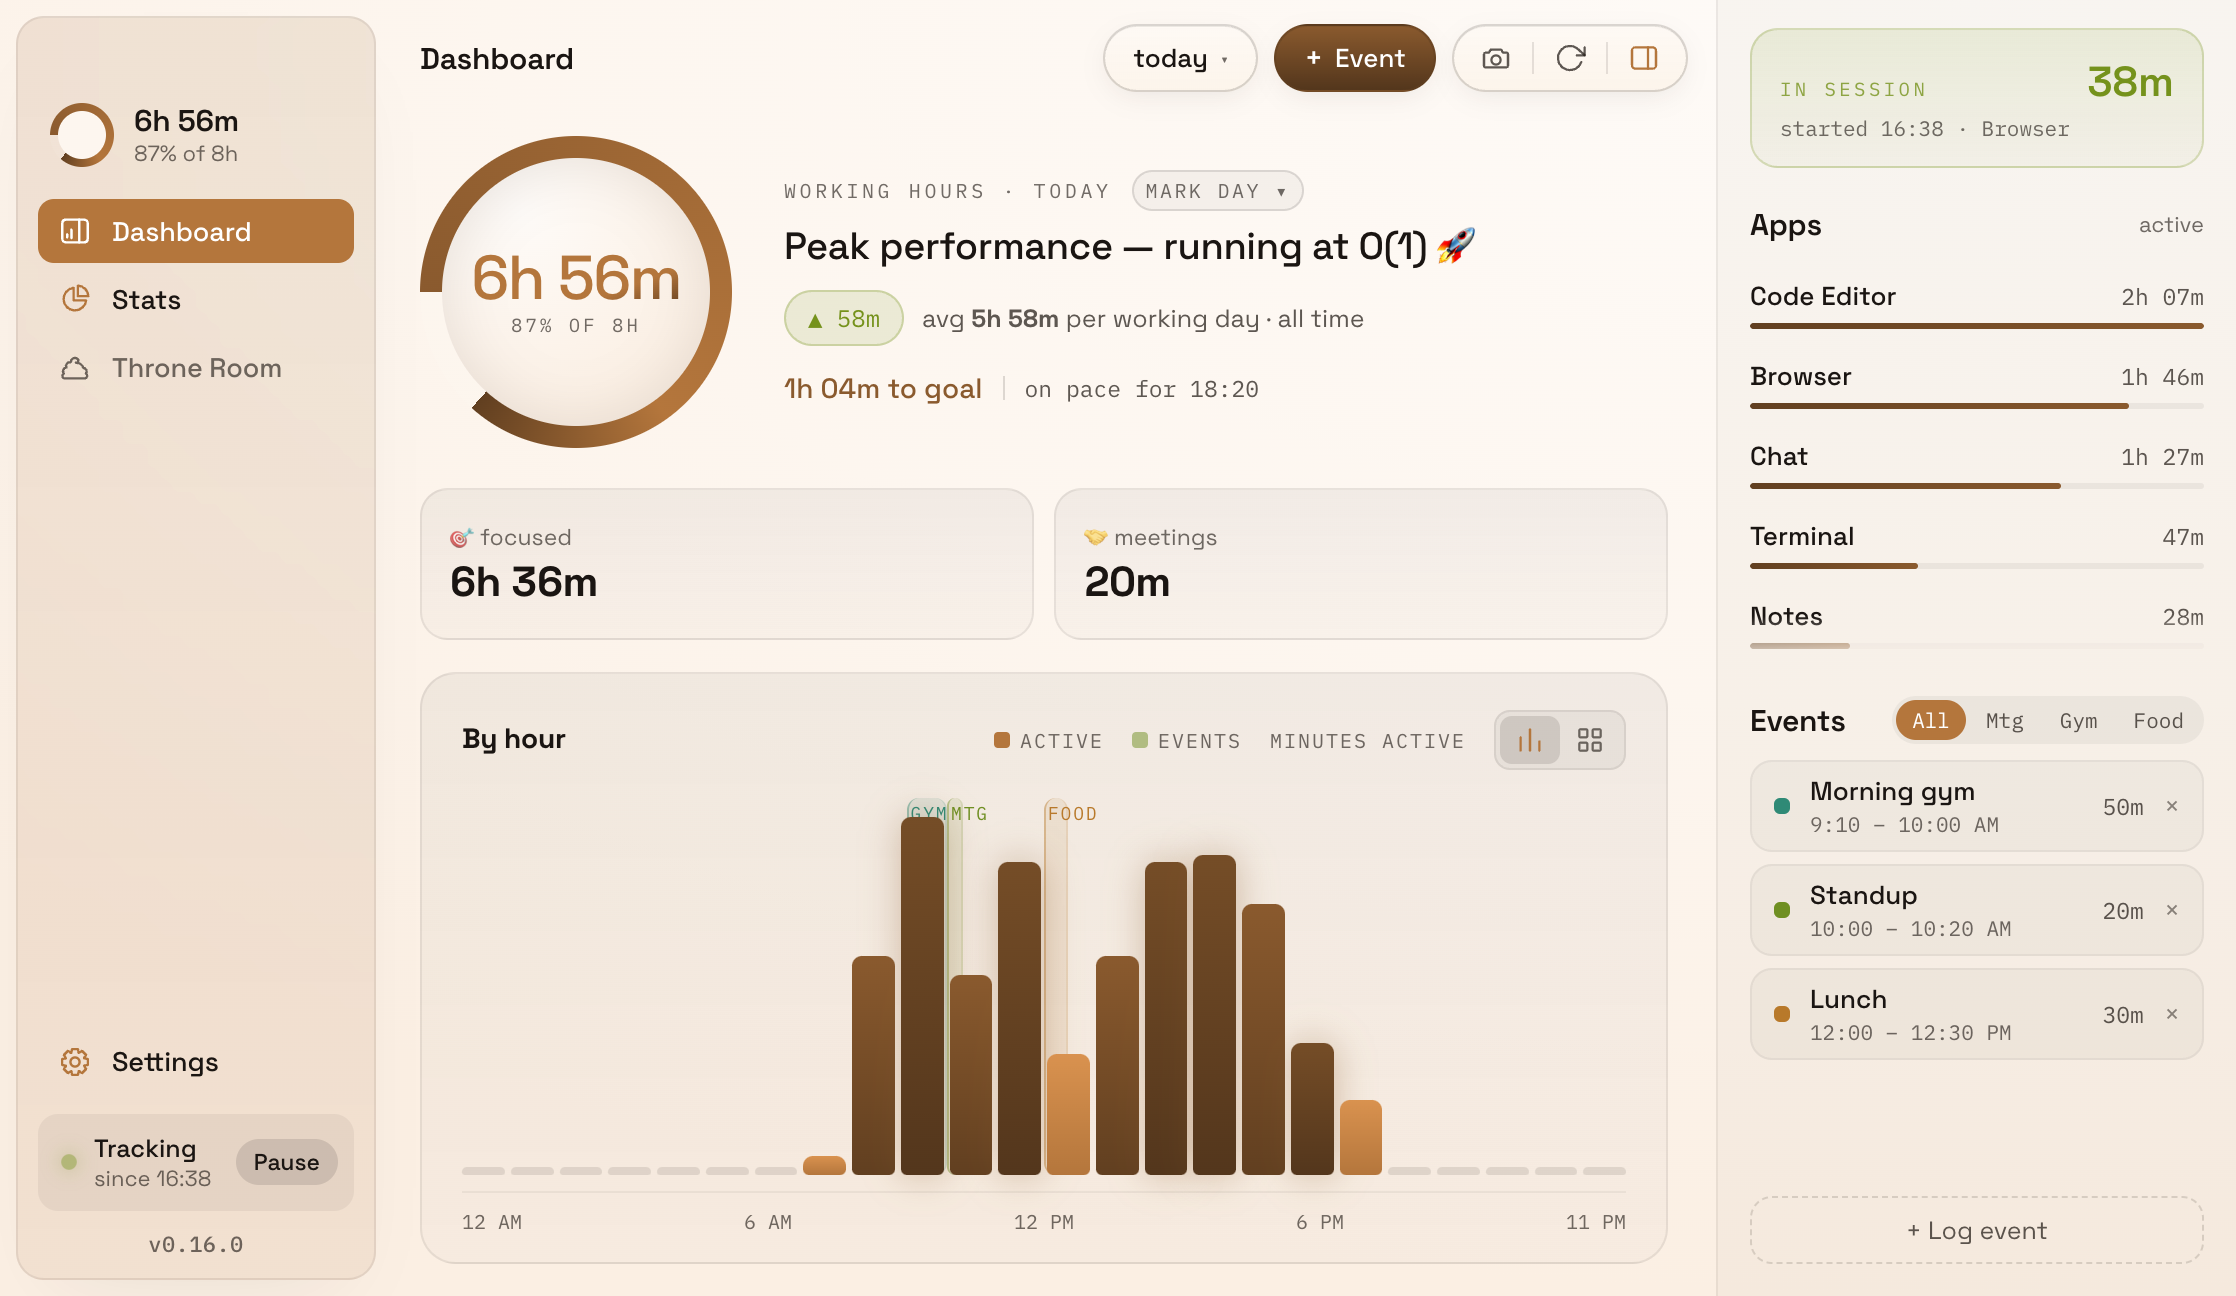 6h 56m
87% of 8h
Dashboard
Stats
Throne Room
Settings
Tracking
since 16:38
Pause
v0.16.0
Dashboard
today ▾
+ Event
6h 56m
87% OF 8H
WORKING HOURS · TODAY
MARK DAY ▾
Peak performance — running at O(1) 🚀
▲ 58m
avg 5h 58m per working day · all time
1h 04m to goal
on pace for 18:20
🎯 focused
6h 36m
🤝 meetings
20m
By hour
ACTIVE
EVENTS
MINUTES ACTIVE
GYM
MTG
FOOD
12 AM
6 AM
12 PM
6 PM
11 PM
IN SESSION
38m
started 16:38 · Browser
Apps
active
Code Editor
2h 07m
Browser
1h 46m
Chat
1h 27m
Terminal
47m
Notes
28m
Events
All
Mtg
Gym
Food
Morning gym
9:10 – 10:00 AM
50m ×
Standup
10:00 – 10:20 AM
20m ×
Lunch
12:00 – 12:30 PM
30m ×
+ Log event